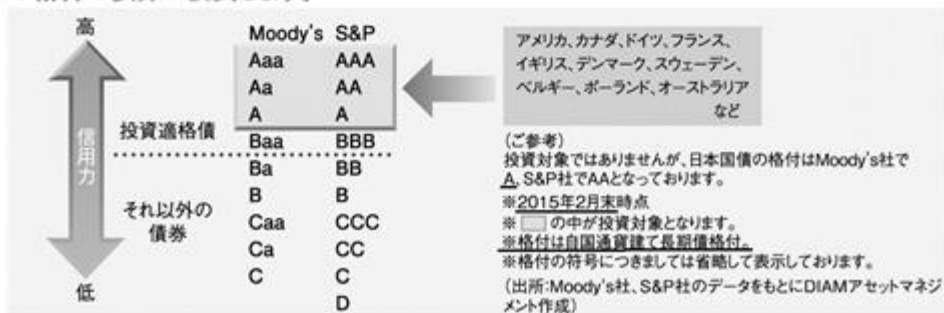 高
信用力
低
投資適格債
それ以外の
債券
Moody's S&P
Aaa AAA
Aa AA
A A
Baa BBB
Ba BB
B B
Caa CCC
Ca CC
C C
D
アメリカ、カナダ、ドイツ、フランス、
イギリス、デンマーク、スウェーデン、
ベルギー、ポーランド、オーストラリア
など
(ご参考)
投資対象ではありませんが、日本国債の格付はMoody's社で
A、S&P社でAAとなっております。
※2015年2月末時点
※ の中が投資対象となります。
※格付は自国通貨建て長期債格付。
※格付の符号につきましては省略して表示しております。
(出所:Moody's社、S&P社のデータをもとにDIAMアセットマネジ
メント作成)